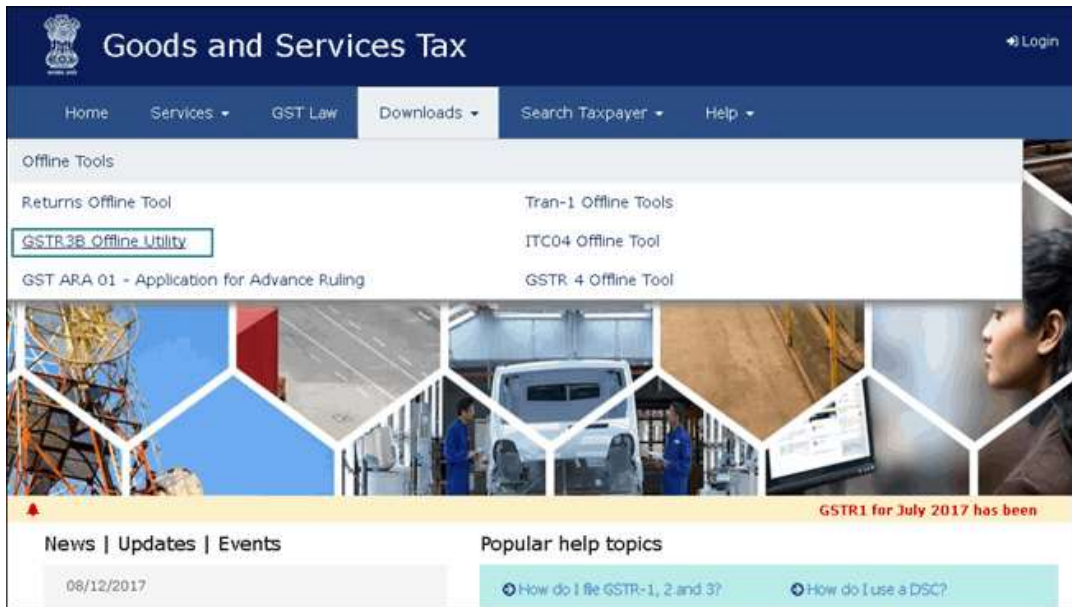 Goods and Services Tax
Login
Home Services GST Law Downloads Search Taxpayer Help
Offline Tools
Returns Offline Tool Tran-1 Offline Tools
GSTR3B Offline Utility ITC04 Offline Tool
GST ARA 01 - Application for Advance Ruling GSTR 4 Offline Tool
GSTR1 for July 2017 has been
News | Updates | Events Popular help topics
08/12/2017 How do I file GSTR-1, 2 and 3? How do I use a DSC?